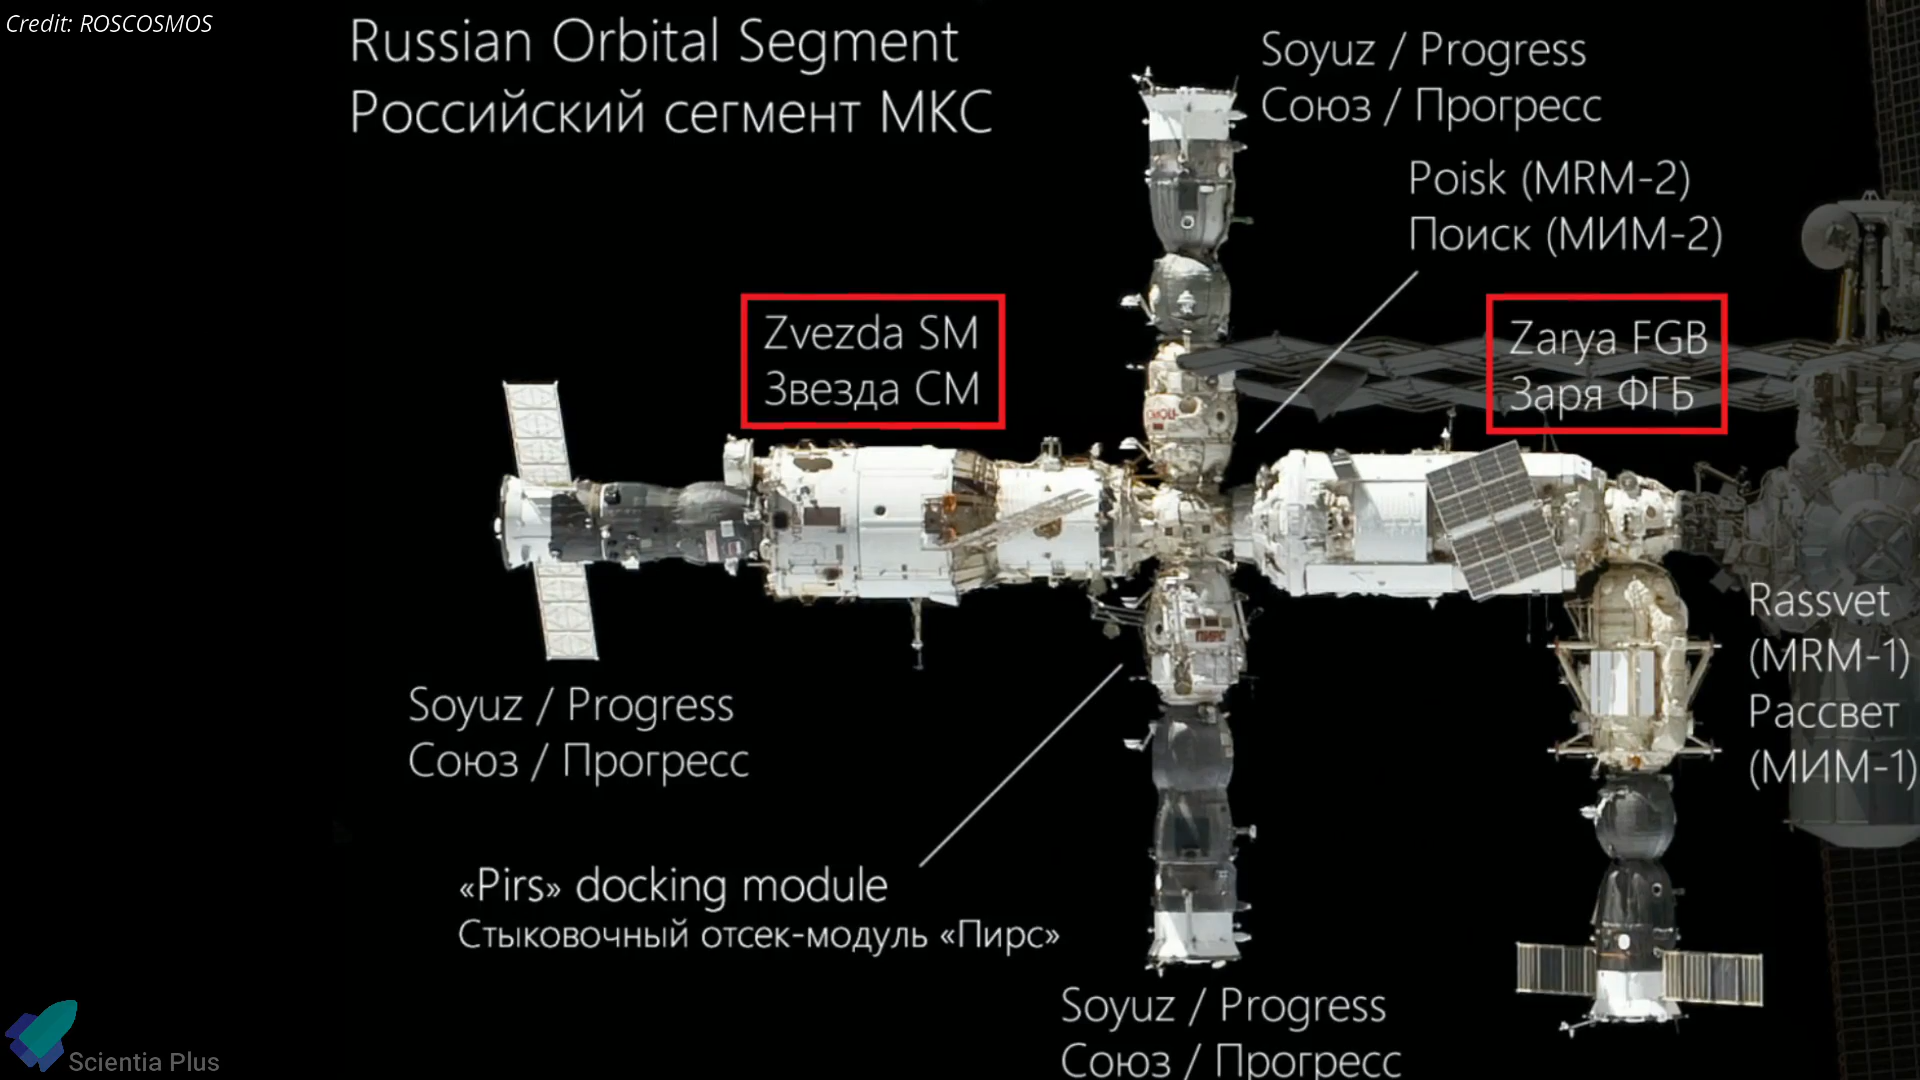 Credit: ROSCOSMOS
Russian Orbital Segment
Российский сегмент МКС
Soyuz / Progress
Союз / Прогресс
Poisk (MRM-2)
Поиск (МИМ-2)
Zvezda SM
Звезда СМ
Zarya FGB
Заря ФГБ
ПИРС
Rassvet
(MRM-1)
Рассвет
(МИМ-1)
Soyuz / Progress
Союз / Прогресс
«Pirs» docking module
Стыковочный отсек-модуль «Пирс»
Soyuz / Progress
Союз / Прогресс
Scientia Plus